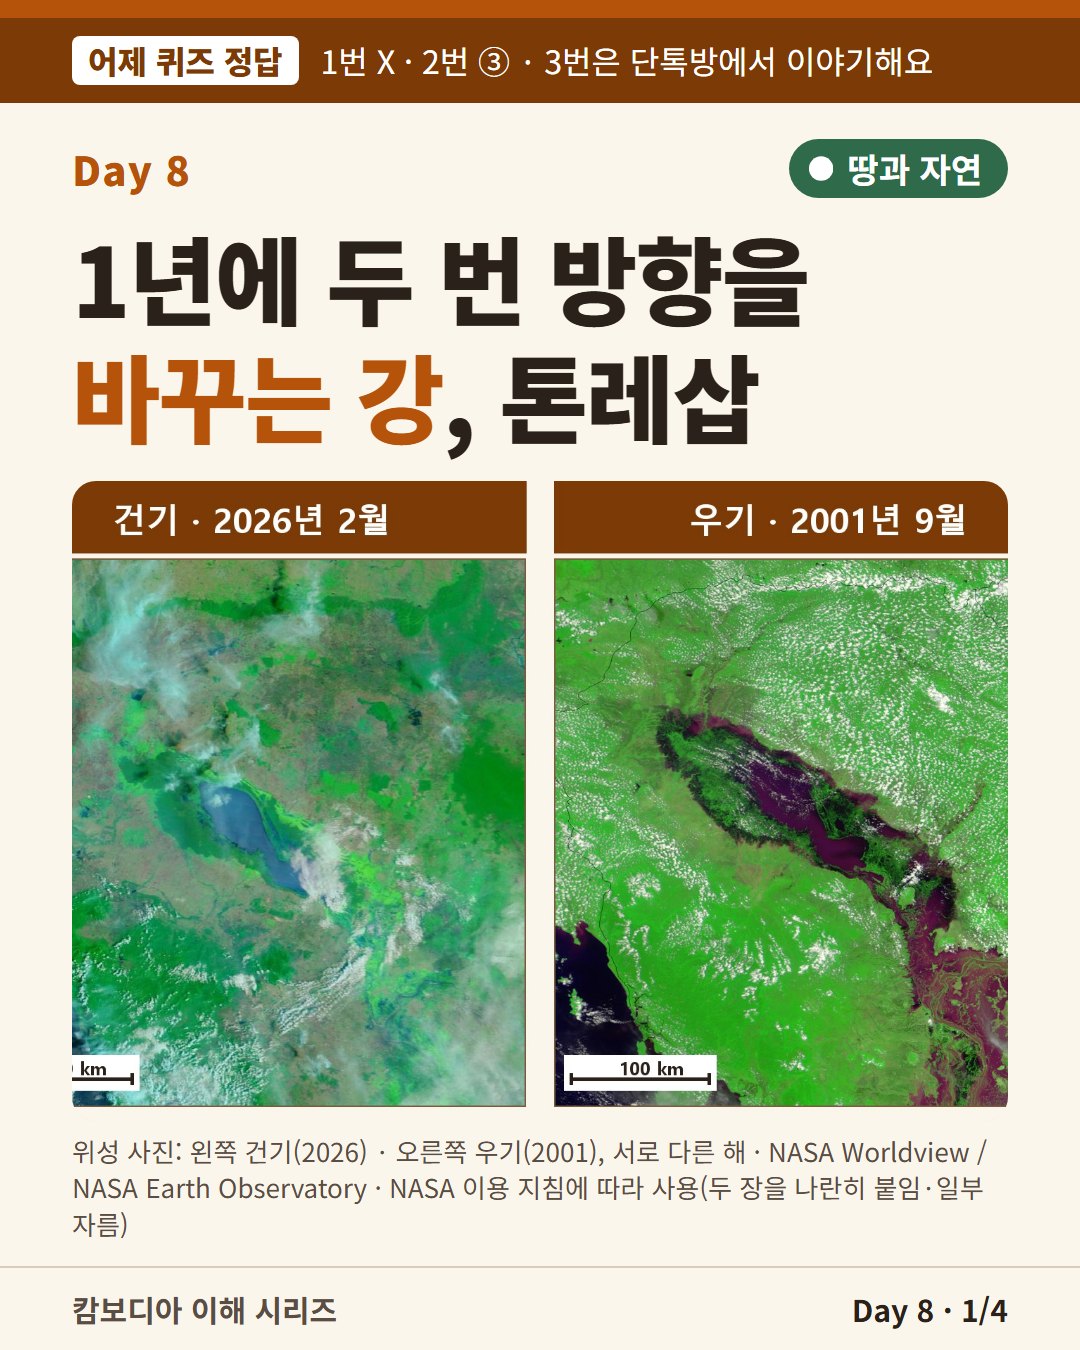 어제 퀴즈 정답 1번 X · 2번 ③ · 3번은 단톡방에서 이야기해요
Day 8
땅과 자연
1년에 두 번 방향을
바꾸는 강, 톤레삽
건기 · 2026년 2월
우기 · 2001년 9월
km
100 km
위성 사진: 왼쪽 건기(2026) · 오른쪽 우기(2001), 서로 다른 해 · NASA Worldview /
NASA Earth Observatory · NASA 이용 지침에 따라 사용(두 장을 나란히 붙임·일부
자름)
캄보디아 이해 시리즈
Day 8 · 1/4